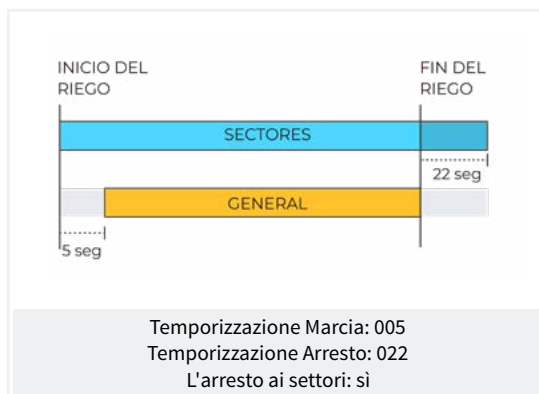 INICIO DEL
RIEGO
FIN DEL
RIEGO
SECTORES
22 seg
GENERAL
5 seg
Temporizzazione Marcia: 005
Temporizzazione Arresto: 022
L'arresto ai settori: sì